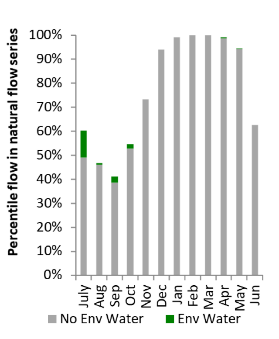 Percentile flow in natural flow series
100%
90%
80%
70%
60%
50%
40%
30%
20%
10%
0%
July
Aug
Sep
Oct
Nov
Dec
Jan
Feb
Mar
Apr
May
Jun
No Env Water
Env Water